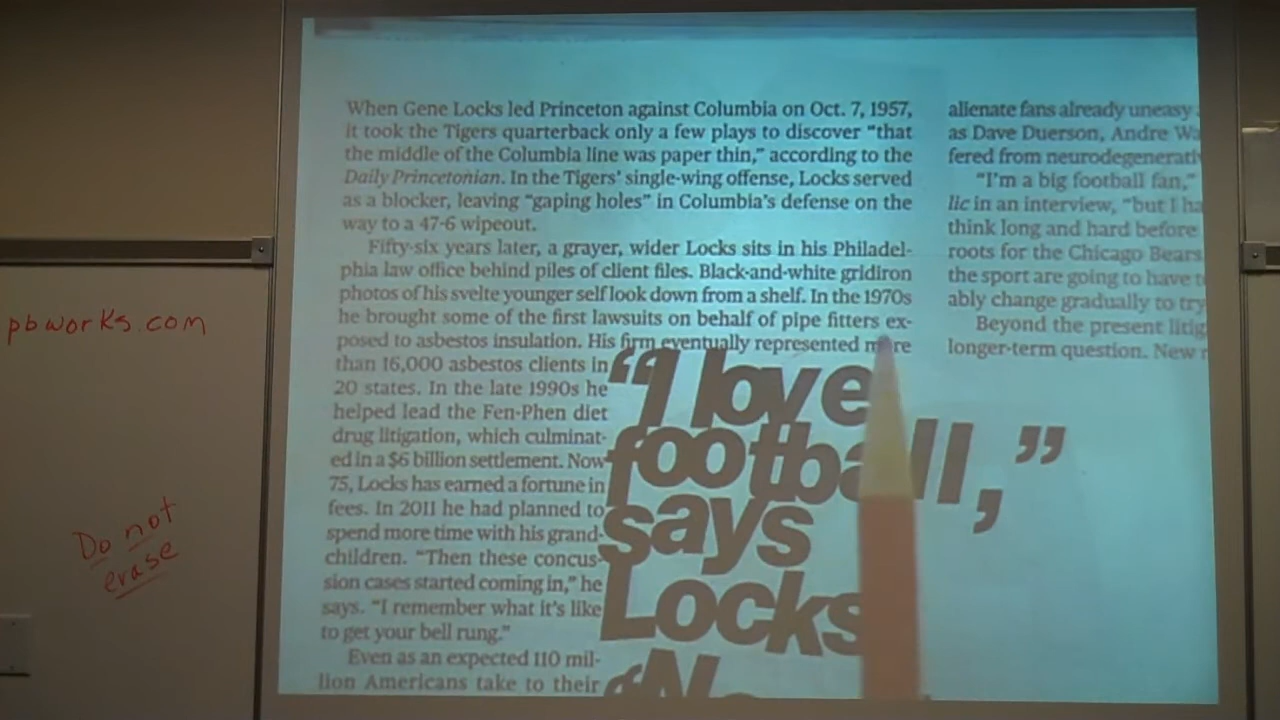 pbworks.com
Do not
erase
When Gene Locks led Princeton against Columbia on Oct. 7, 1957,
it took the Tigers quarterback only a few plays to discover "that
the middle of the Columbia line was paper thin," according to the
Daily Princetonian. In the Tigers' single-wing offense, Locks served
as a blocker, leaving "gaping holes" in Columbia's defense on the
way to a 47-6 wipeout.
Fifty-six years later, a grayer, wider Locks sits in his Philadel-
phia law office behind piles of client files. Black-and-white gridiron
photos of his svelte younger self look down from a shelf. In the 1970s
he brought some of the first lawsuits on behalf of pipe fitters ex-
posed to asbestos insulation. His firm eventually represented more
than 16,000 asbestos clients in
20 states. In the late 1990s he
helped lead the Fen-Phen diet
drug litigation, which culminat-
ed in a $6 billion settlement. Now
75, Locks has earned a fortune in
fees. In 2011 he had planned to
spend more time with his grand-
children. "Then these concus-
sion cases started coming in," he
says. "I remember what it's like
to get your bell rung."
Even as an expected 110 mil-
lion Americans take to their
"I love
football,"
says
Locks
alienate fans already uneasy
as Dave Duerson, Andre
fered from
"I'm a big football fan,"
lic in an interview, "but I
think long and hard before
roots for the Chicago Bears
the sport are going to have
ably change gradually to try
Beyond the present
longer-term question. New